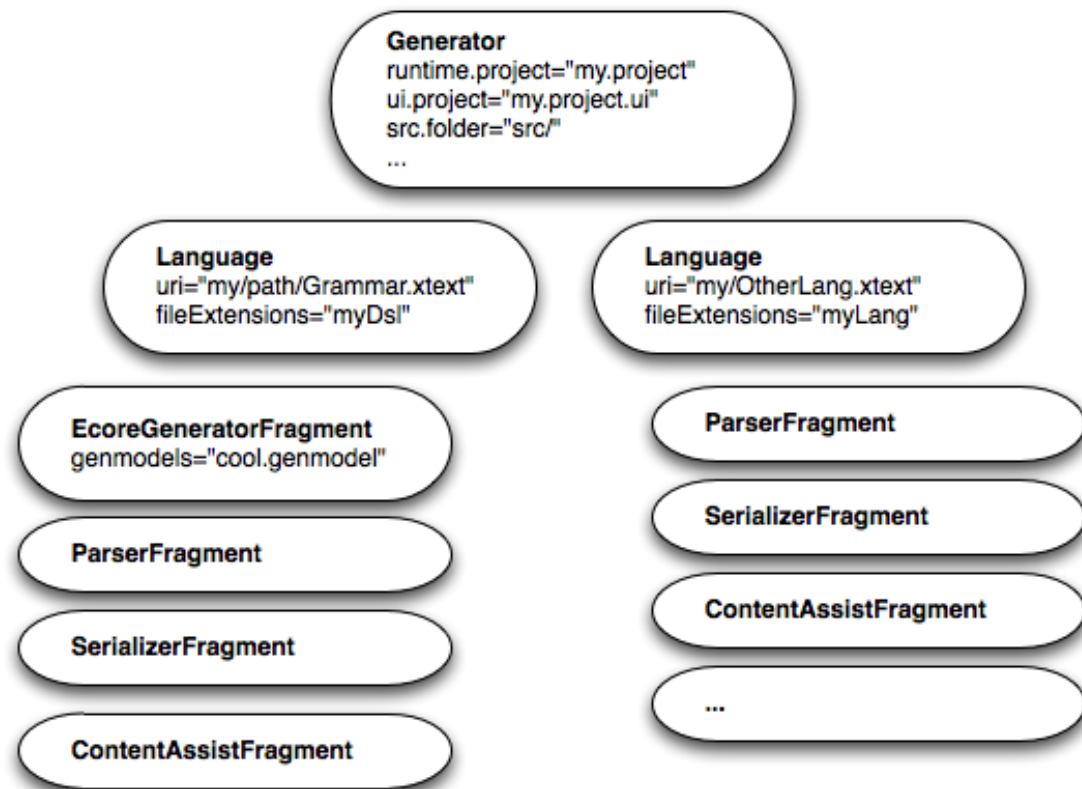 Generator
runtime.project="my.project"
ui.project="my.project.ui"
src.folder="src/"
...
Language
uri="my/path/Grammar.xtext"
fileExtensions="myDsl"
Language
uri="my/OtherLang.xtext"
fileExtensions="myLang"
EcoreGeneratorFragment
genmodels="cool.genmodel"
ParserFragment
SerializerFragment
ContentAssistFragment
ParserFragment
SerializerFragment
ContentAssistFragment
...